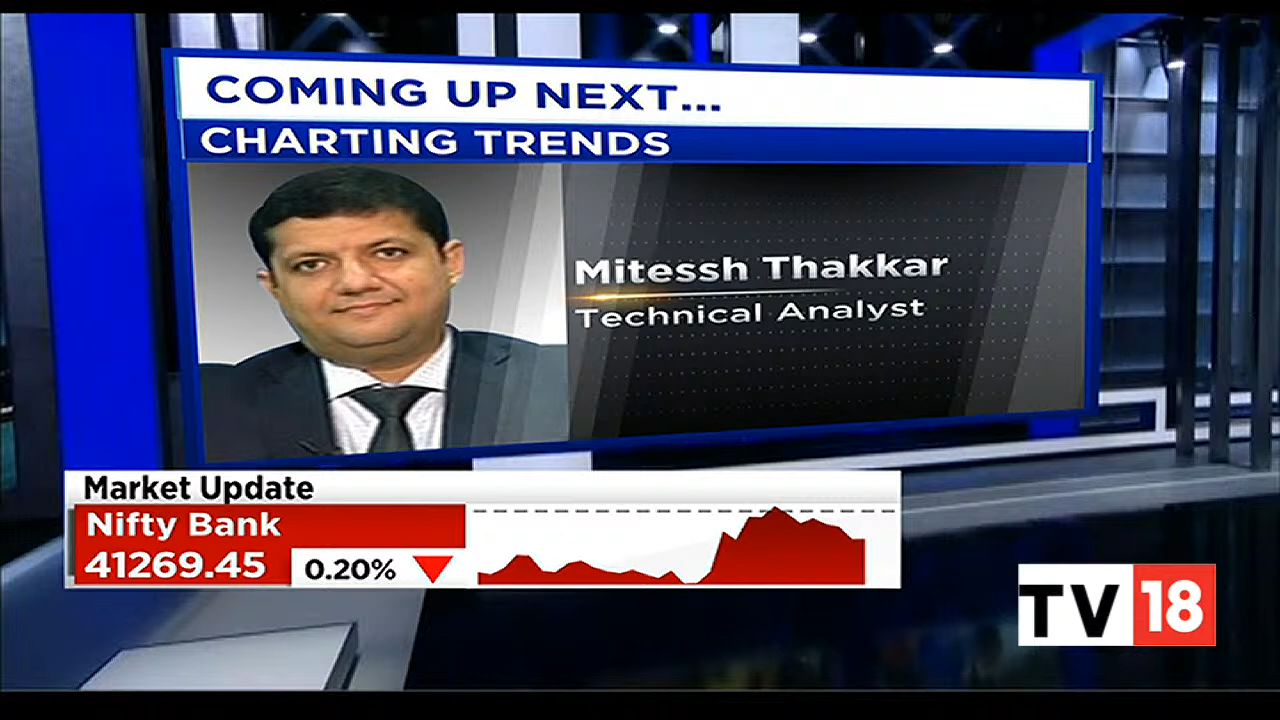 COMING UP NEXT...
CHARTING TRENDS
Mitessh Thakkar
Technical Analyst
Market Update
Nifty Bank
41269.45
0.20%
TV18